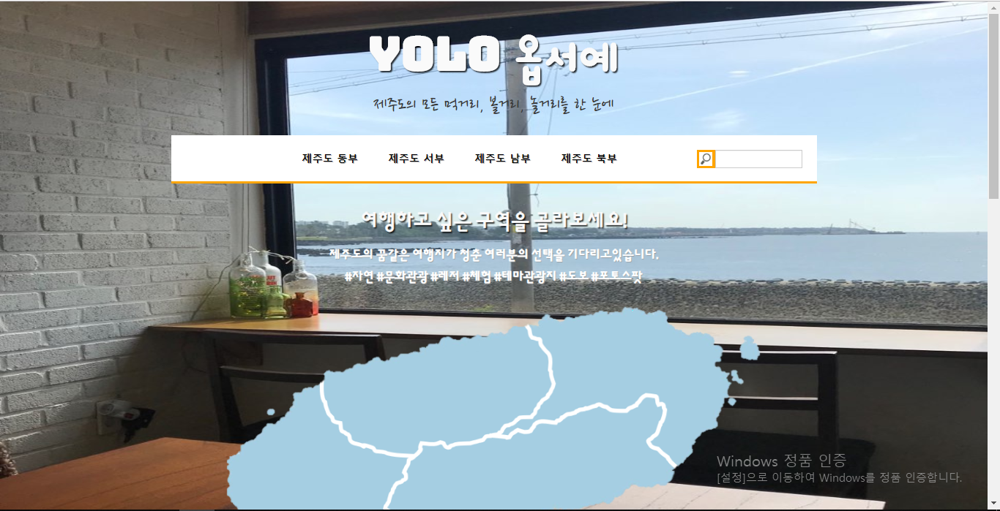 YOLO 옵서예
제주도의 모든 먹거리, 볼거리, 놀거리를 한 눈에
제주도 동부 제주도 서부 제주도 남부 제주도 북부
여행하고 싶은 구역을 골라보세요!
제주도의 꿈같은 여행지가 청춘 여러분의 선택을 기다리고있습니다.
#자연 #문화관광 #레저 #체험 #테마관광지 #도보 #포토스팟
Windows 정품 인증
[설정]으로 이동하여 Windows를 정품 인증합니다.